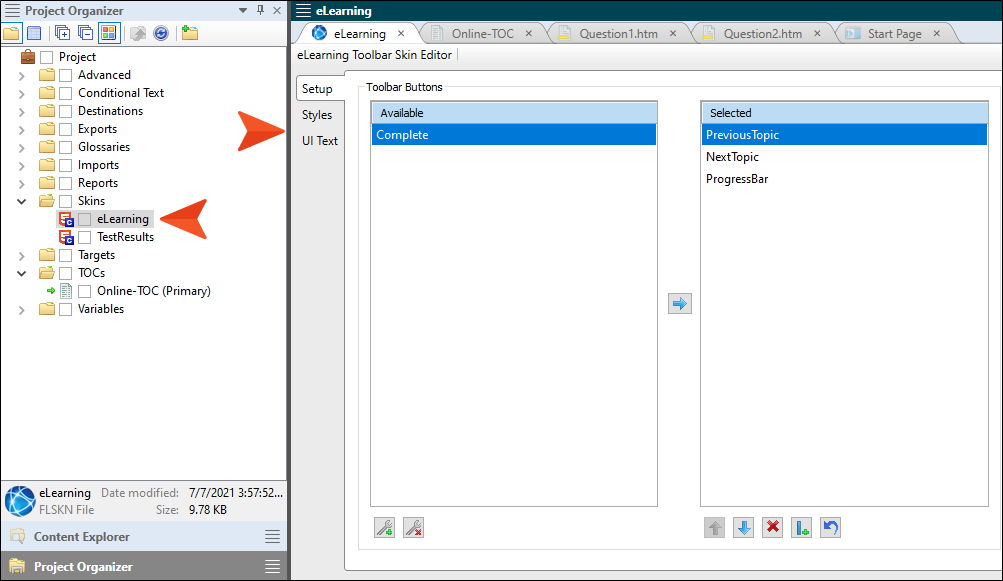 Project Organizer
Project
Advanced
Conditional Text
Destinations
Exports
Glossaries
Imports
Reports
Skins
eLearning
TestResults
Targets
TOCs
Online-TOC (Primary)
Variables
eLearning Date modified: 7/7/2021 3:57:52...
FLSKN File Size: 9.78 KB
Content Explorer
Project Organizer
eLearning
eLearning Online-TOC Question1.htm Question2.htm Start Page
eLearning Toolbar Skin Editor
Setup
Styles
UI Text
Toolbar Buttons
Available
Complete
Selected
PreviousTopic
NextTopic
ProgressBar